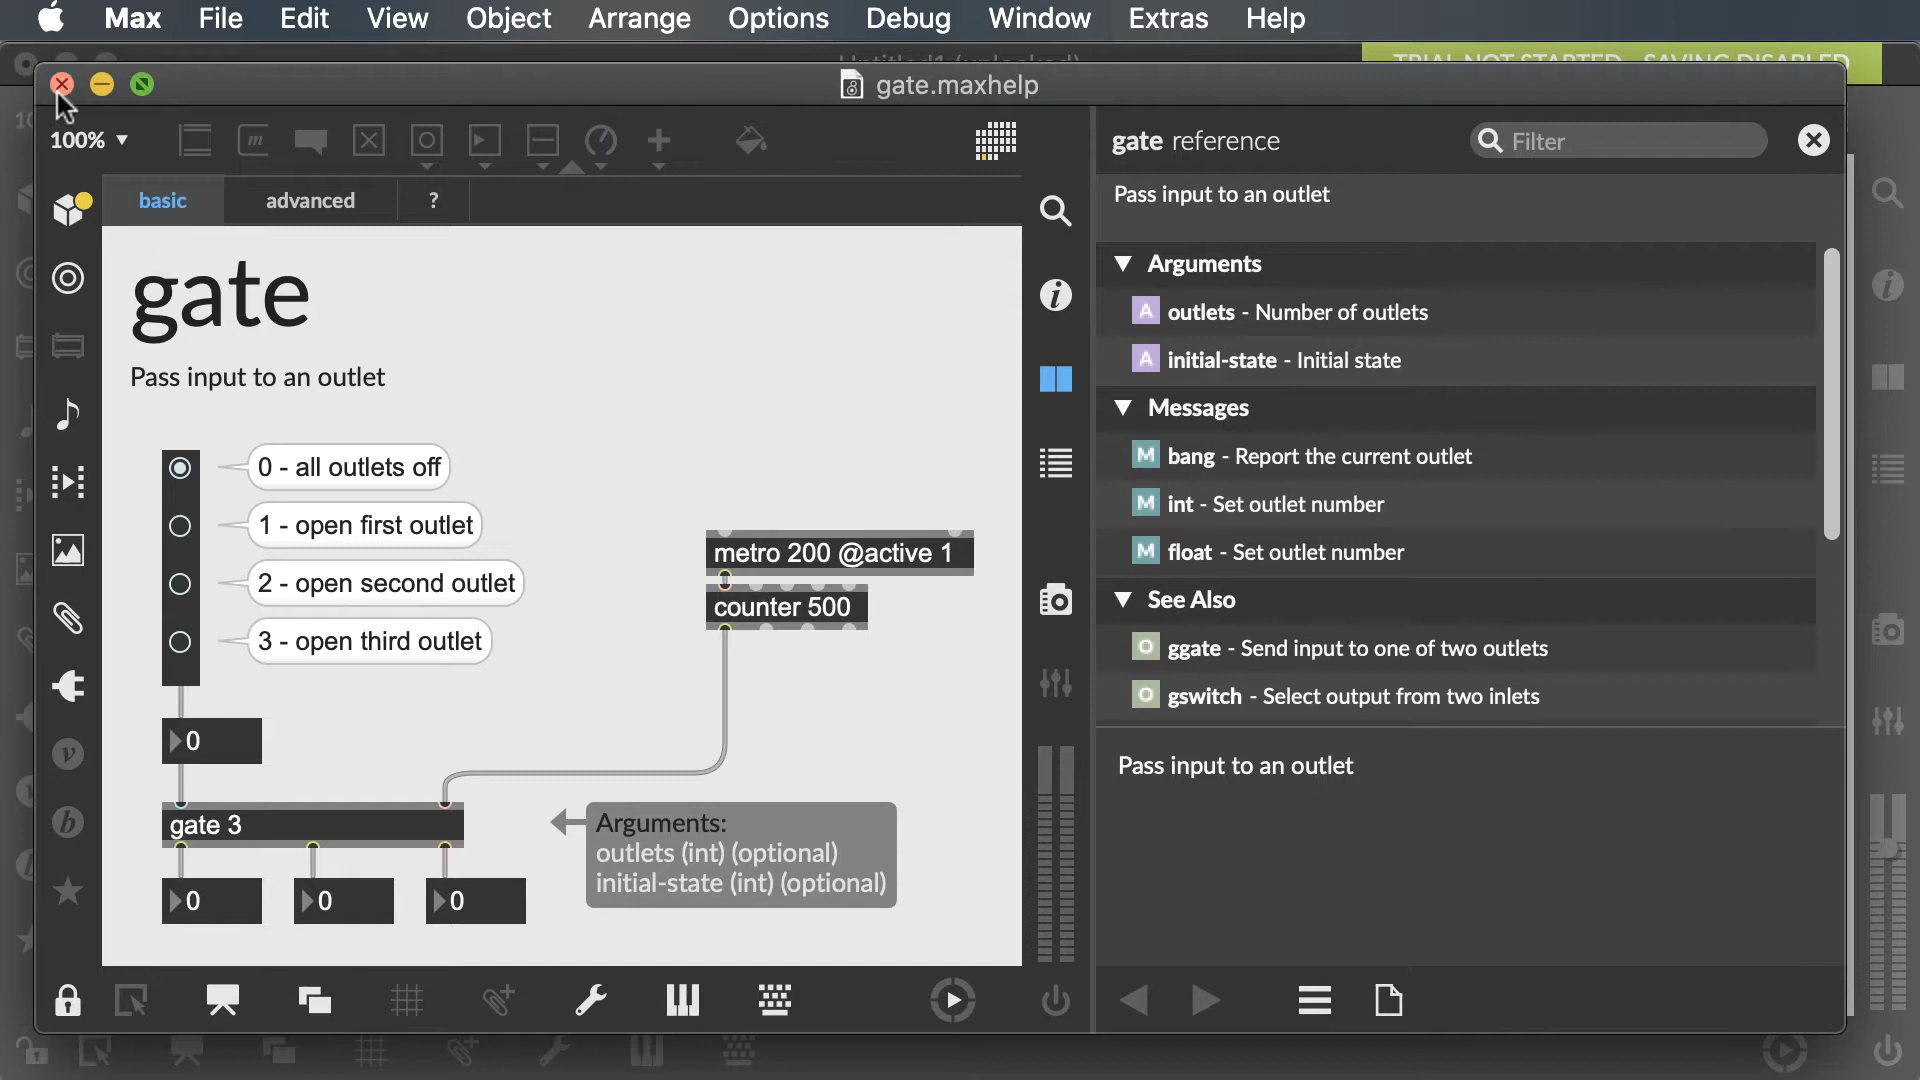 Max File Edit View Object Arrange Options Debug Window Extras Help
gate.maxhelp
100%
gate reference
Filter
basic
advanced
?
Pass input to an outlet
gate
Pass input to an outlet
0 - all outlets off
1 - open first outlet
2 - open second outlet
3 - open third outlet
metro 200 @active 1
counter 500
0
gate 3
0
0
0
Arguments:
outlets (int) (optional)
initial-state (int) (optional)
Arguments
A outlets - Number of outlets
A initial-state - Initial state
Messages
M bang - Report the current outlet
M int - Set outlet number
M float - Set outlet number
See Also
O ggate - Send input to one of two outlets
O gswitch - Select output from two inlets
Pass input to an outlet